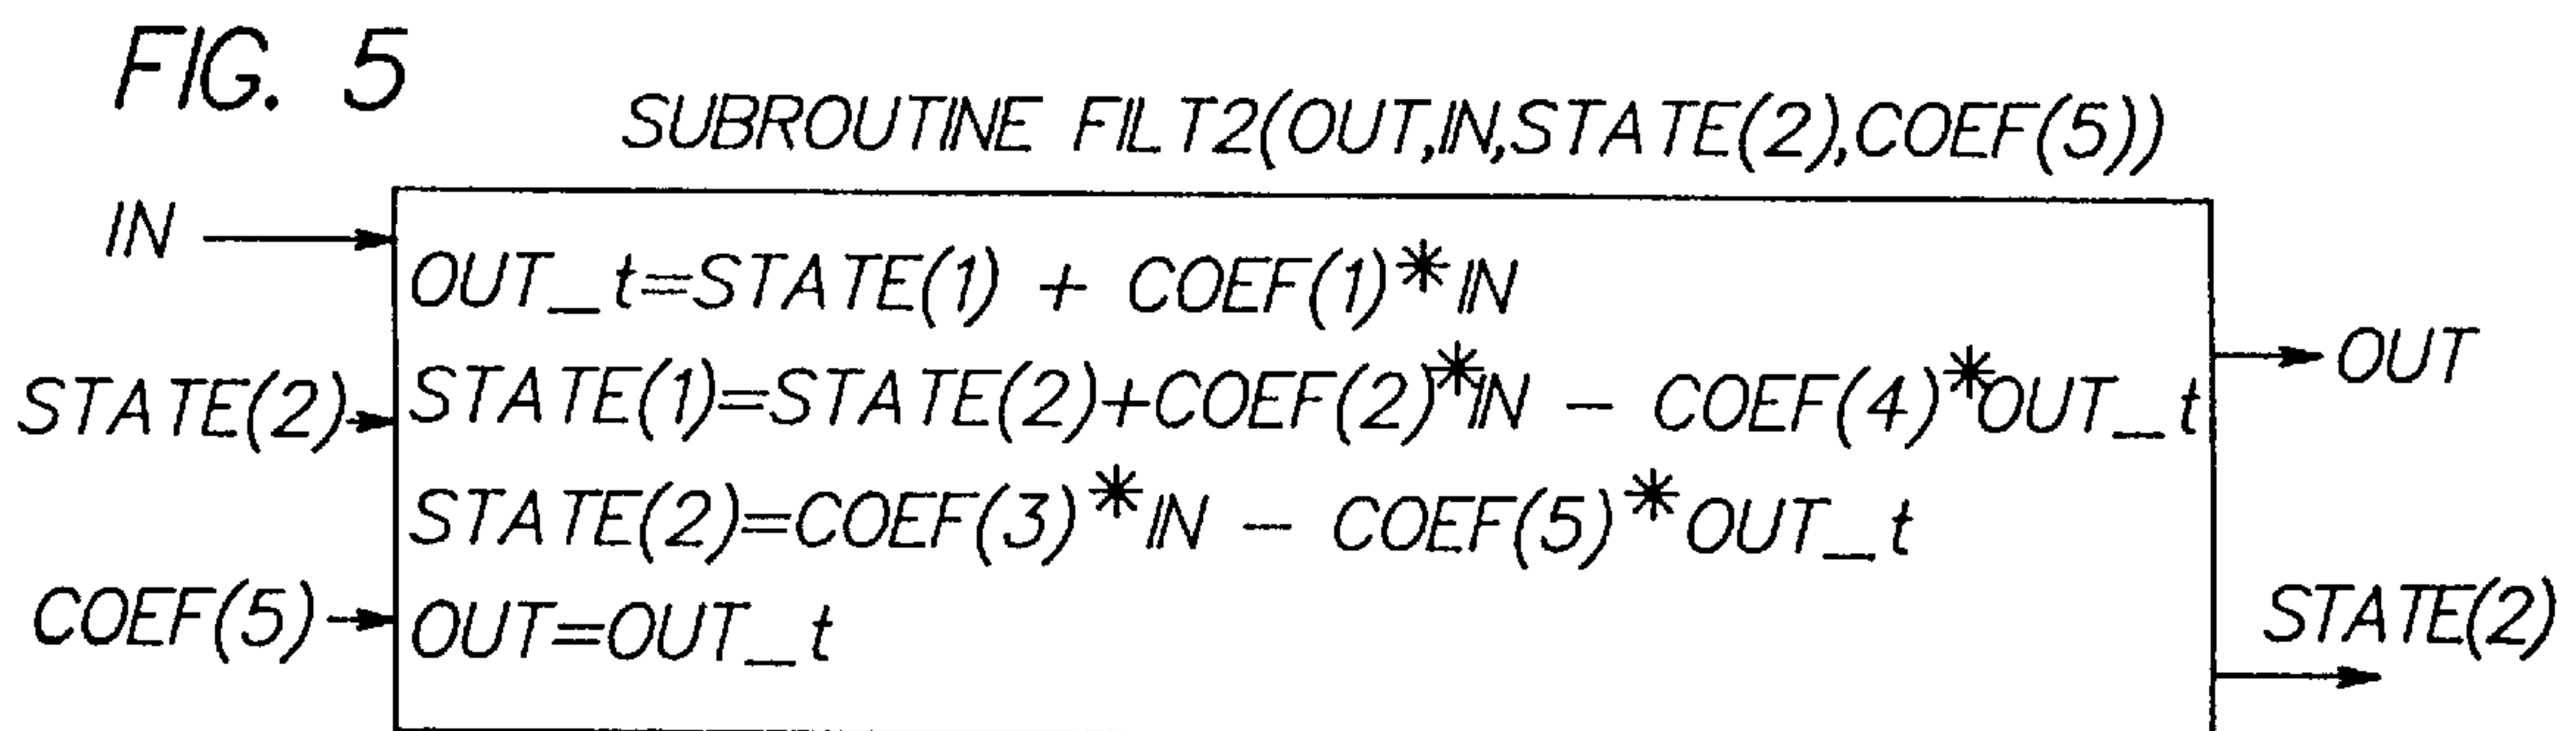 FIG. 5
SUBROUTINE FILT2(OUT,IN,STATE(2),COEF(5))
IN
OUT_t=STATE(1) + COEF(1)*IN
OUT
STATE(2)
STATE(1)=STATE(2)+COEF(2)*IN - COEF(4)*OUT_t
STATE(2)=COEF(3)*IN - COEF(5)*OUT_t
COEF(5)
OUT=OUT_t
STATE(2)